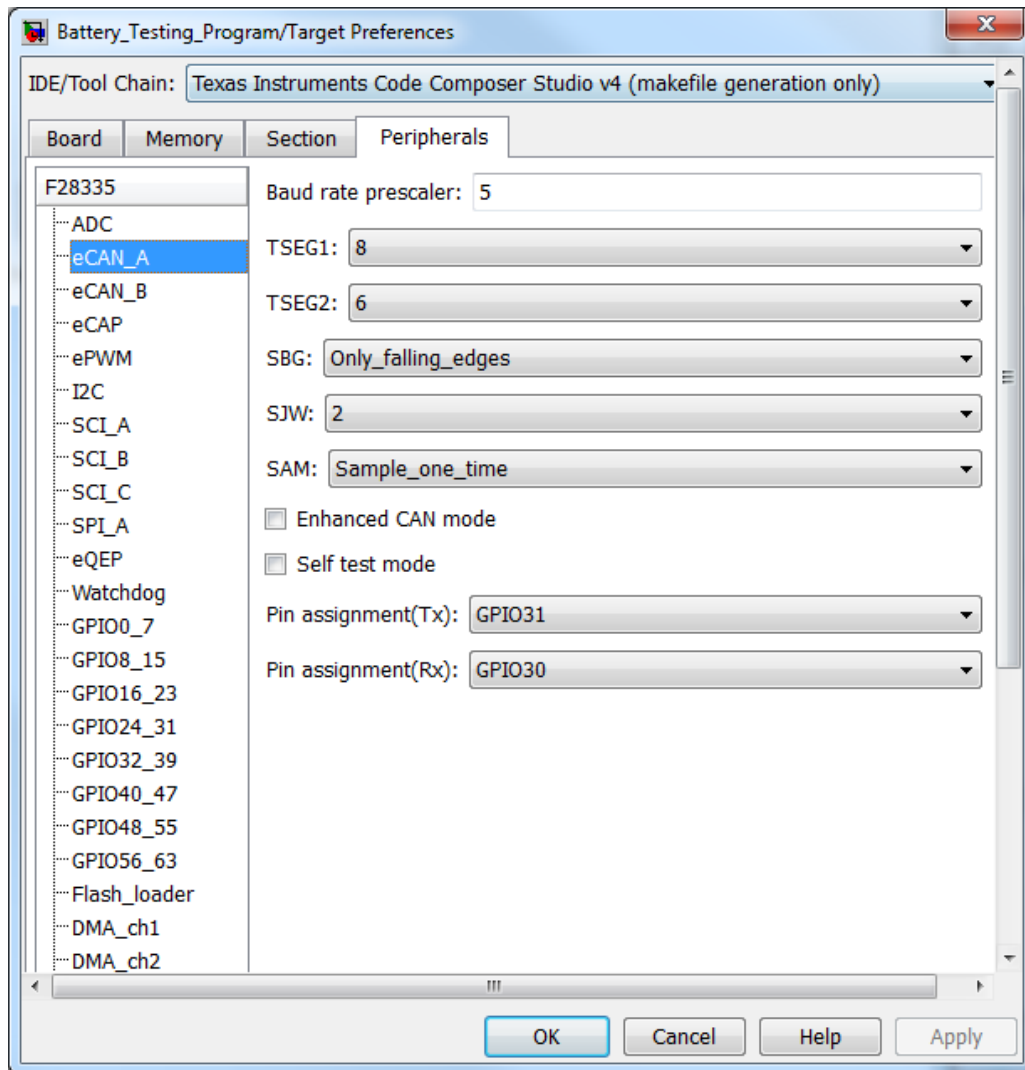 Battery_Testing_Program/Target Preferences
IDE/Tool Chain: Texas Instruments Code Composer Studio v4 (makefile generation only)
Board Memory Section Peripherals
F28335
ADC
eCAN_A
eCAN_B
eCAP
ePWM
I2C
SCI_A
SCI_B
SCI_C
SPI_A
eQEP
Watchdog
GPIO0_7
GPIO8_15
GPIO16_23
GPIO24_31
GPIO32_39
GPIO40_47
GPIO48_55
GPIO56_63
Flash_loader
DMA_ch1
DMA_ch2
Baud rate prescaler: 5
TSEG1: 8
TSEG2: 6
SBG: Only_falling_edges
SJW: 2
SAM: Sample_one_time
Enhanced CAN mode
Self test mode
Pin assignment(Tx): GPIO31
Pin assignment(Rx): GPIO30
OK Cancel Help Apply